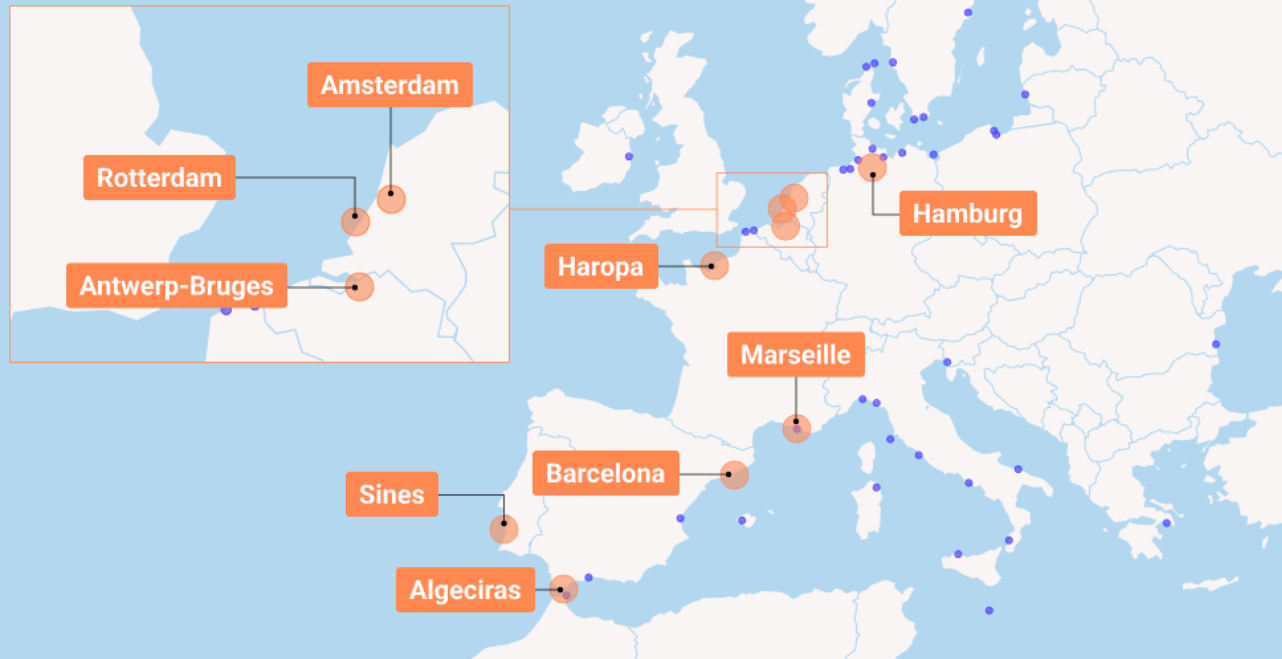 Amsterdam
Rotterdam
Antwerp-Bruges
Hamburg
Haropa
Marseille
Barcelona
Sines
Algeciras